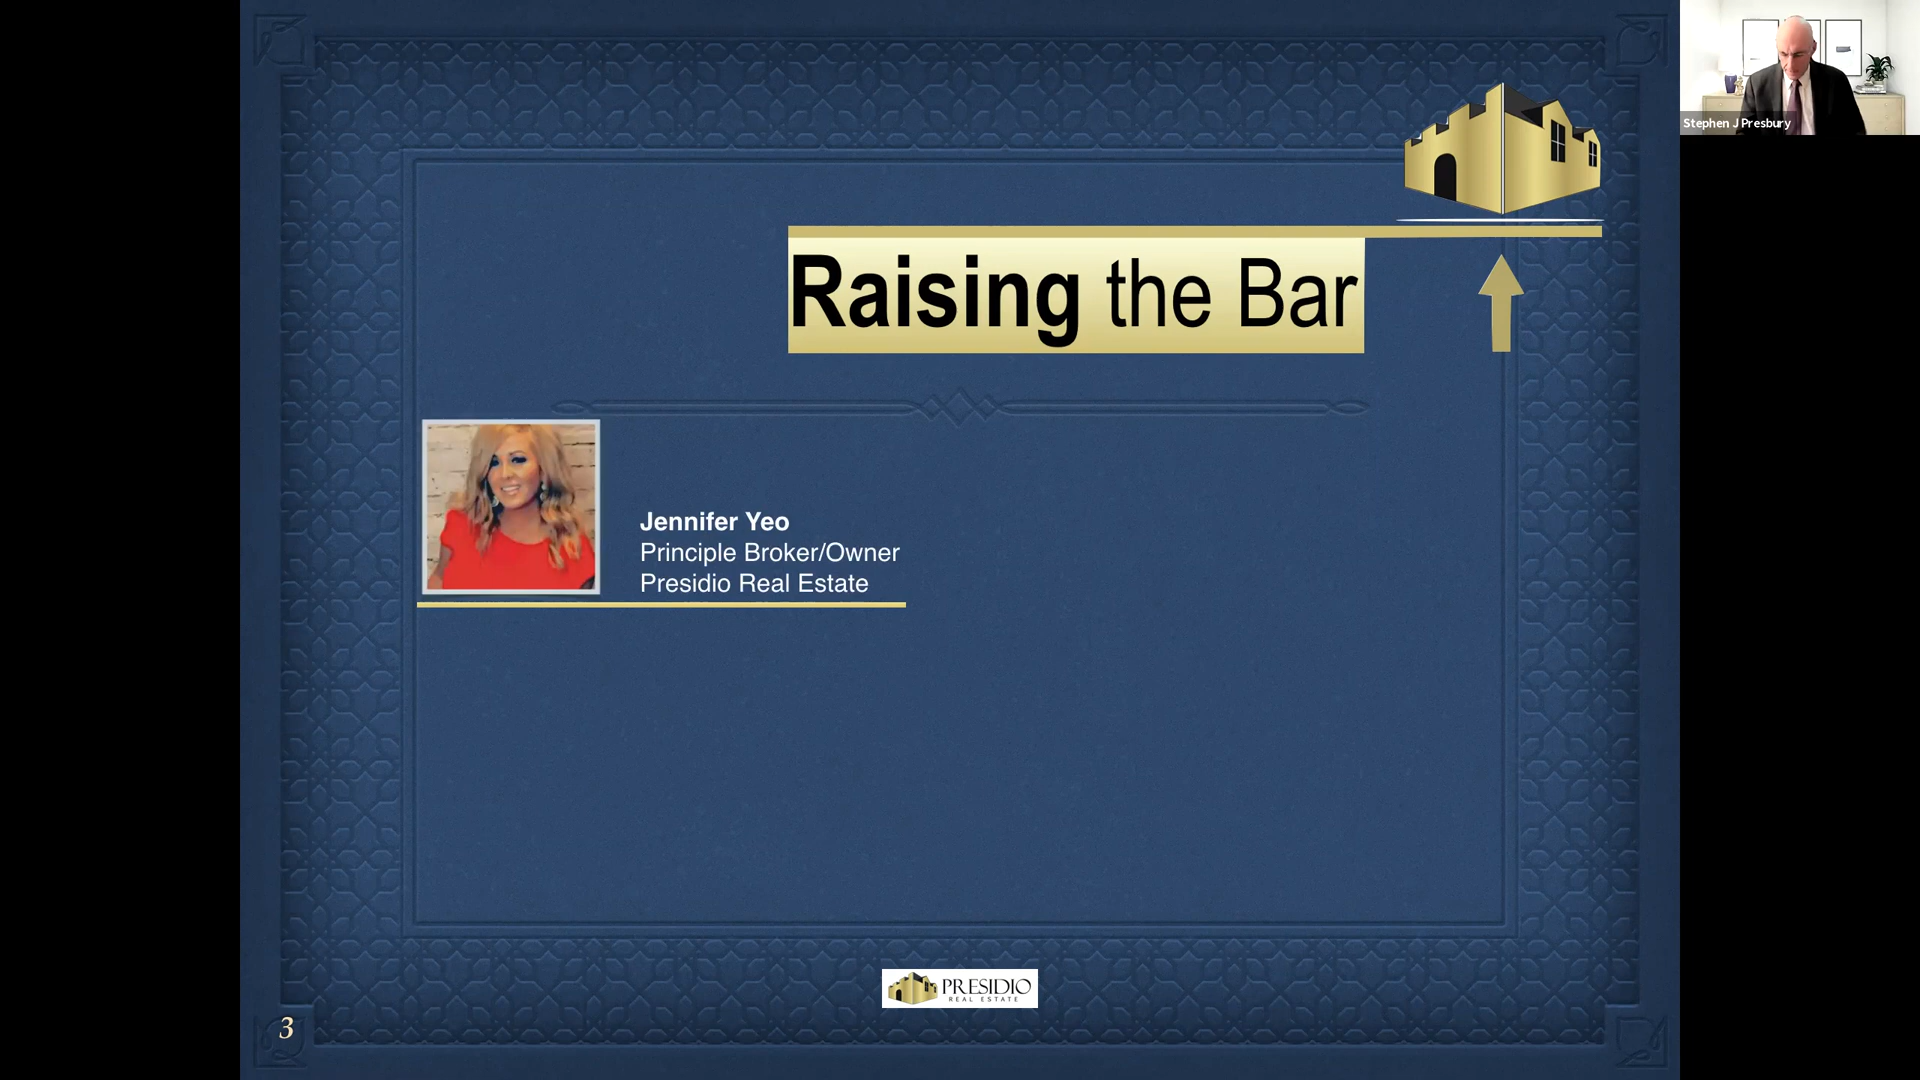 Stephen J Presbury
Raising the Bar
Jennifer Yeo
Principle Broker/Owner
Presidio Real Estate
PRESIDIO
REAL ESTATE
3